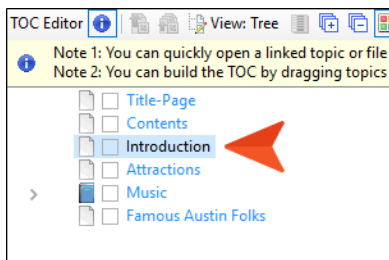 TOC Editor View: Tree
Note 1: You can quickly open a linked topic or file
Note 2: You can build the TOC by dragging topics
Title-Page
Contents
Introduction
Attractions
Music
Famous Austin Folks